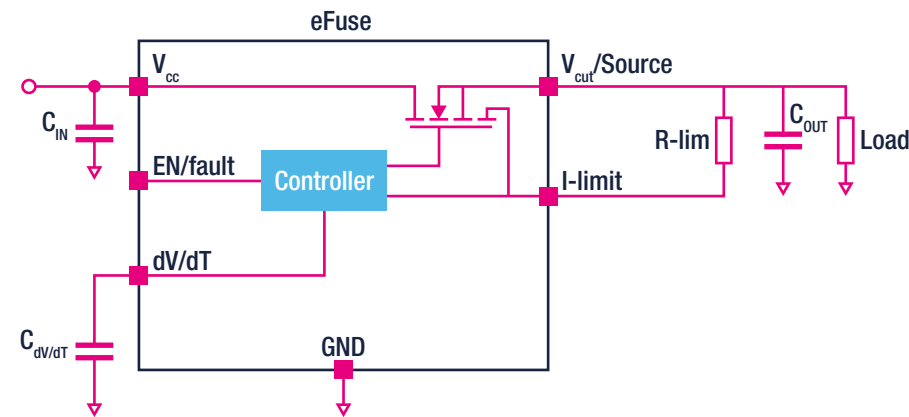 eFuse
Vcc
Vcut/Source
CIN
COUT
R-lim
Load
EN/fault
Controller
I-limit
dV/dT
CdV/dT
GND